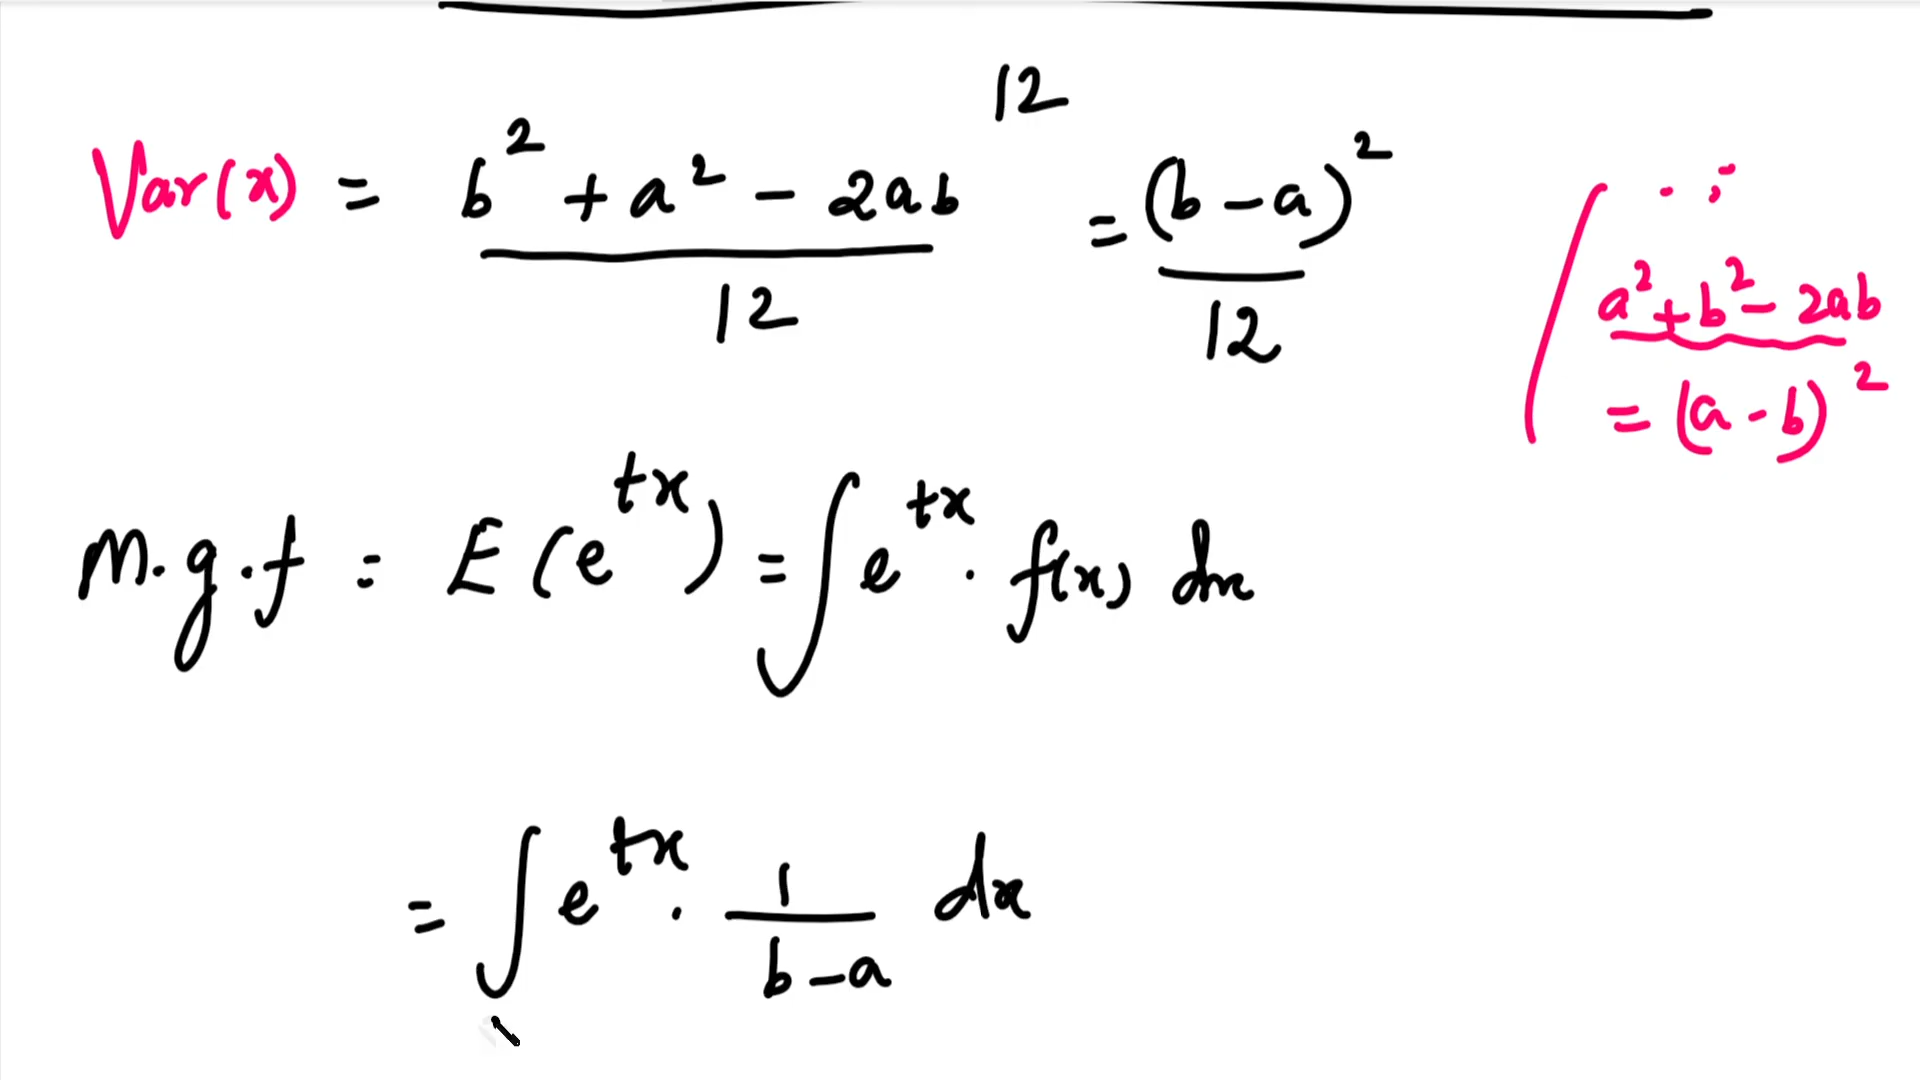 12
Var(x) = b² + a² - 2ab / 12 = (b-a)² / 12
∵ a² + b² - 2ab
= (a-b)²
m.g.f = E(e^tx) = ∫ e^tx . f(x) dx
= ∫ e^tx . 1 / b-a dx